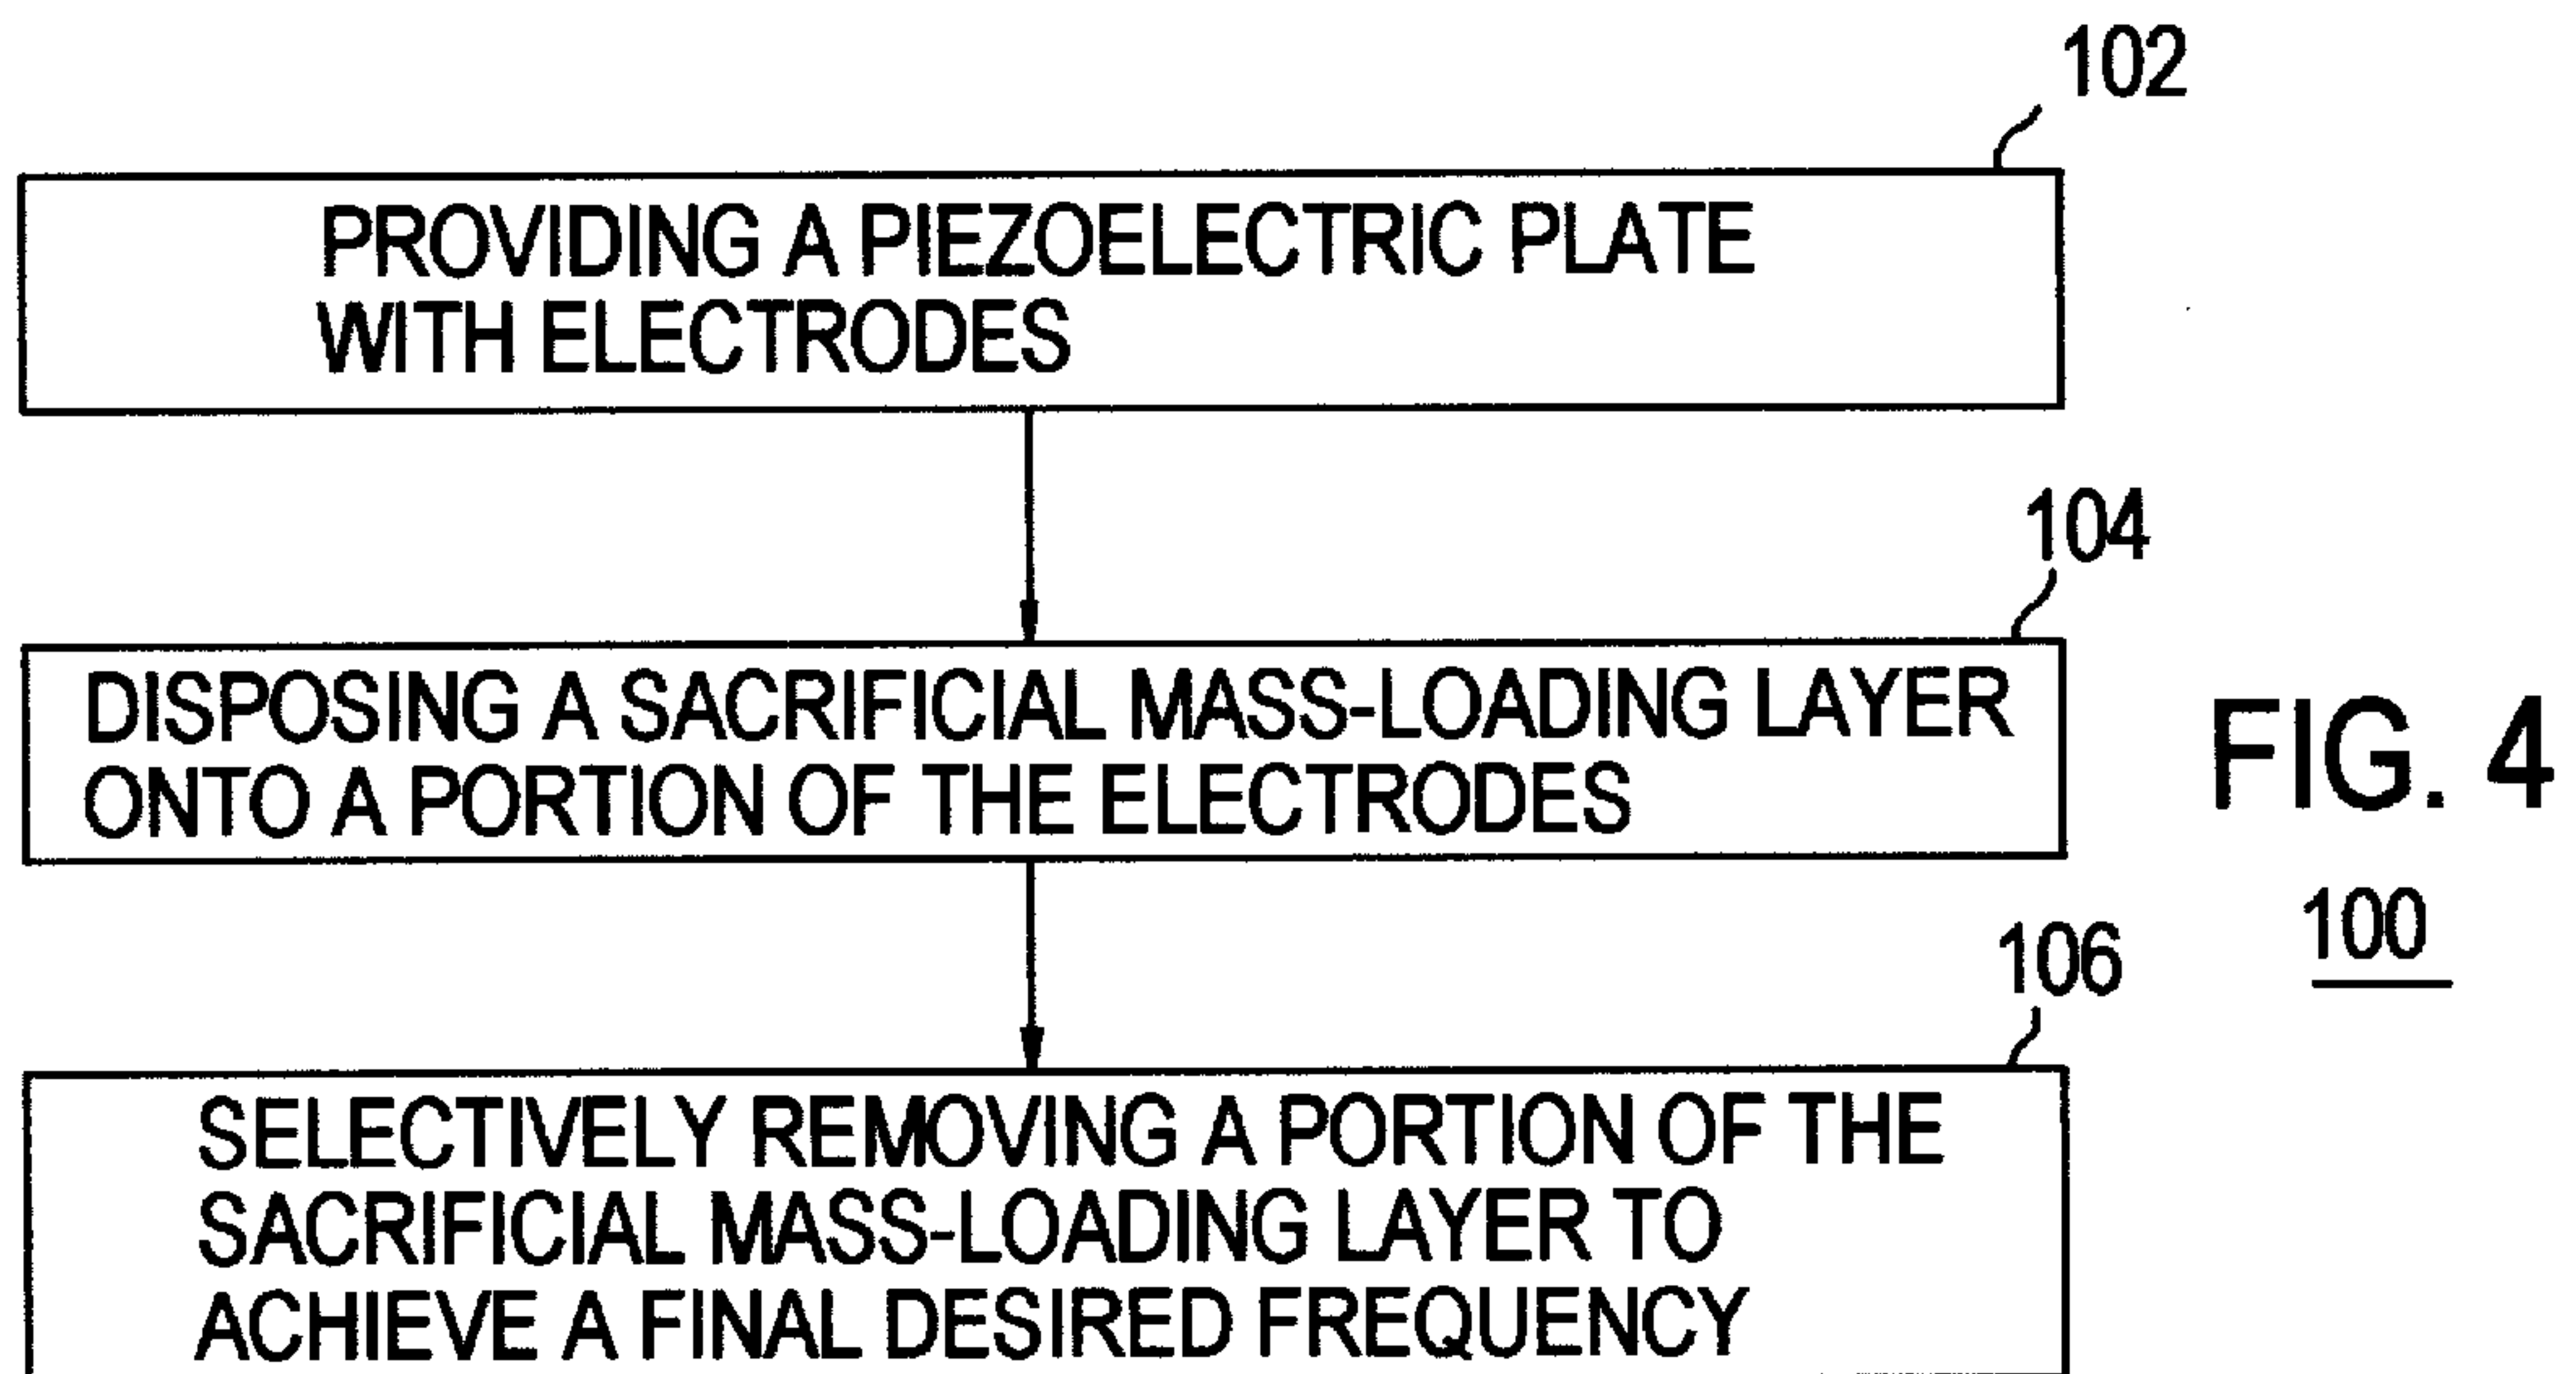 102
PROVIDING A PIEZOELECTRIC PLATE
WITH ELECTRODES
104
DISPOSING A SACRIFICIAL MASS-LOADING LAYER
ONTO A PORTION OF THE ELECTRODES
FIG. 4
100
106
SELECTIVELY REMOVING A PORTION OF THE
SACRIFICIAL MASS-LOADING LAYER TO
ACHIEVE A FINAL DESIRED FREQUENCY